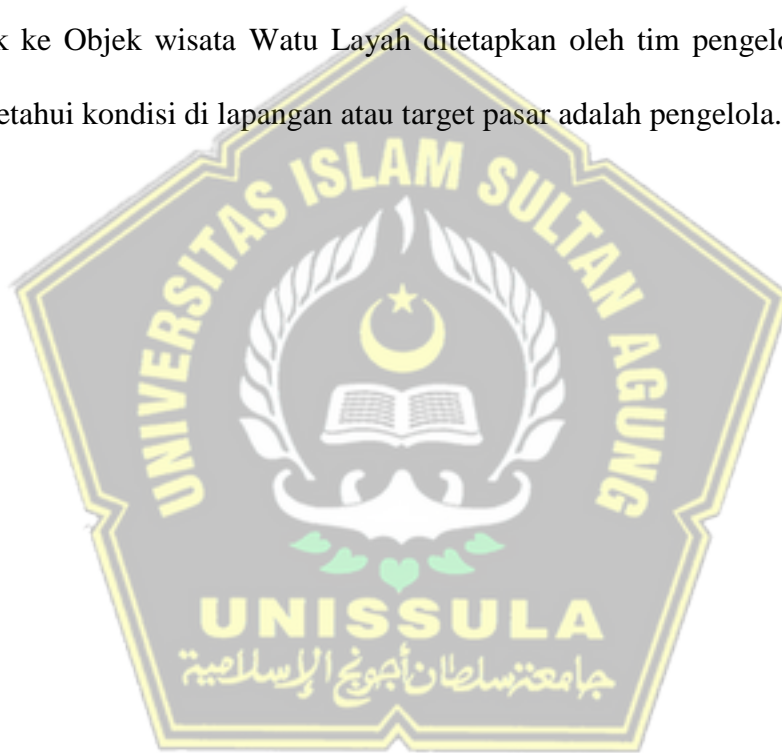 k ke Objek wisata Watu Layah ditetapkan oleh tim pengelo
etahui kondisi di lapangan atau target pasar adalah pengelola.
UNIVERSITAS ISLAM SULTAN AGUNG
UNISSULA
جامعة سلطان أجونج الإسلامية